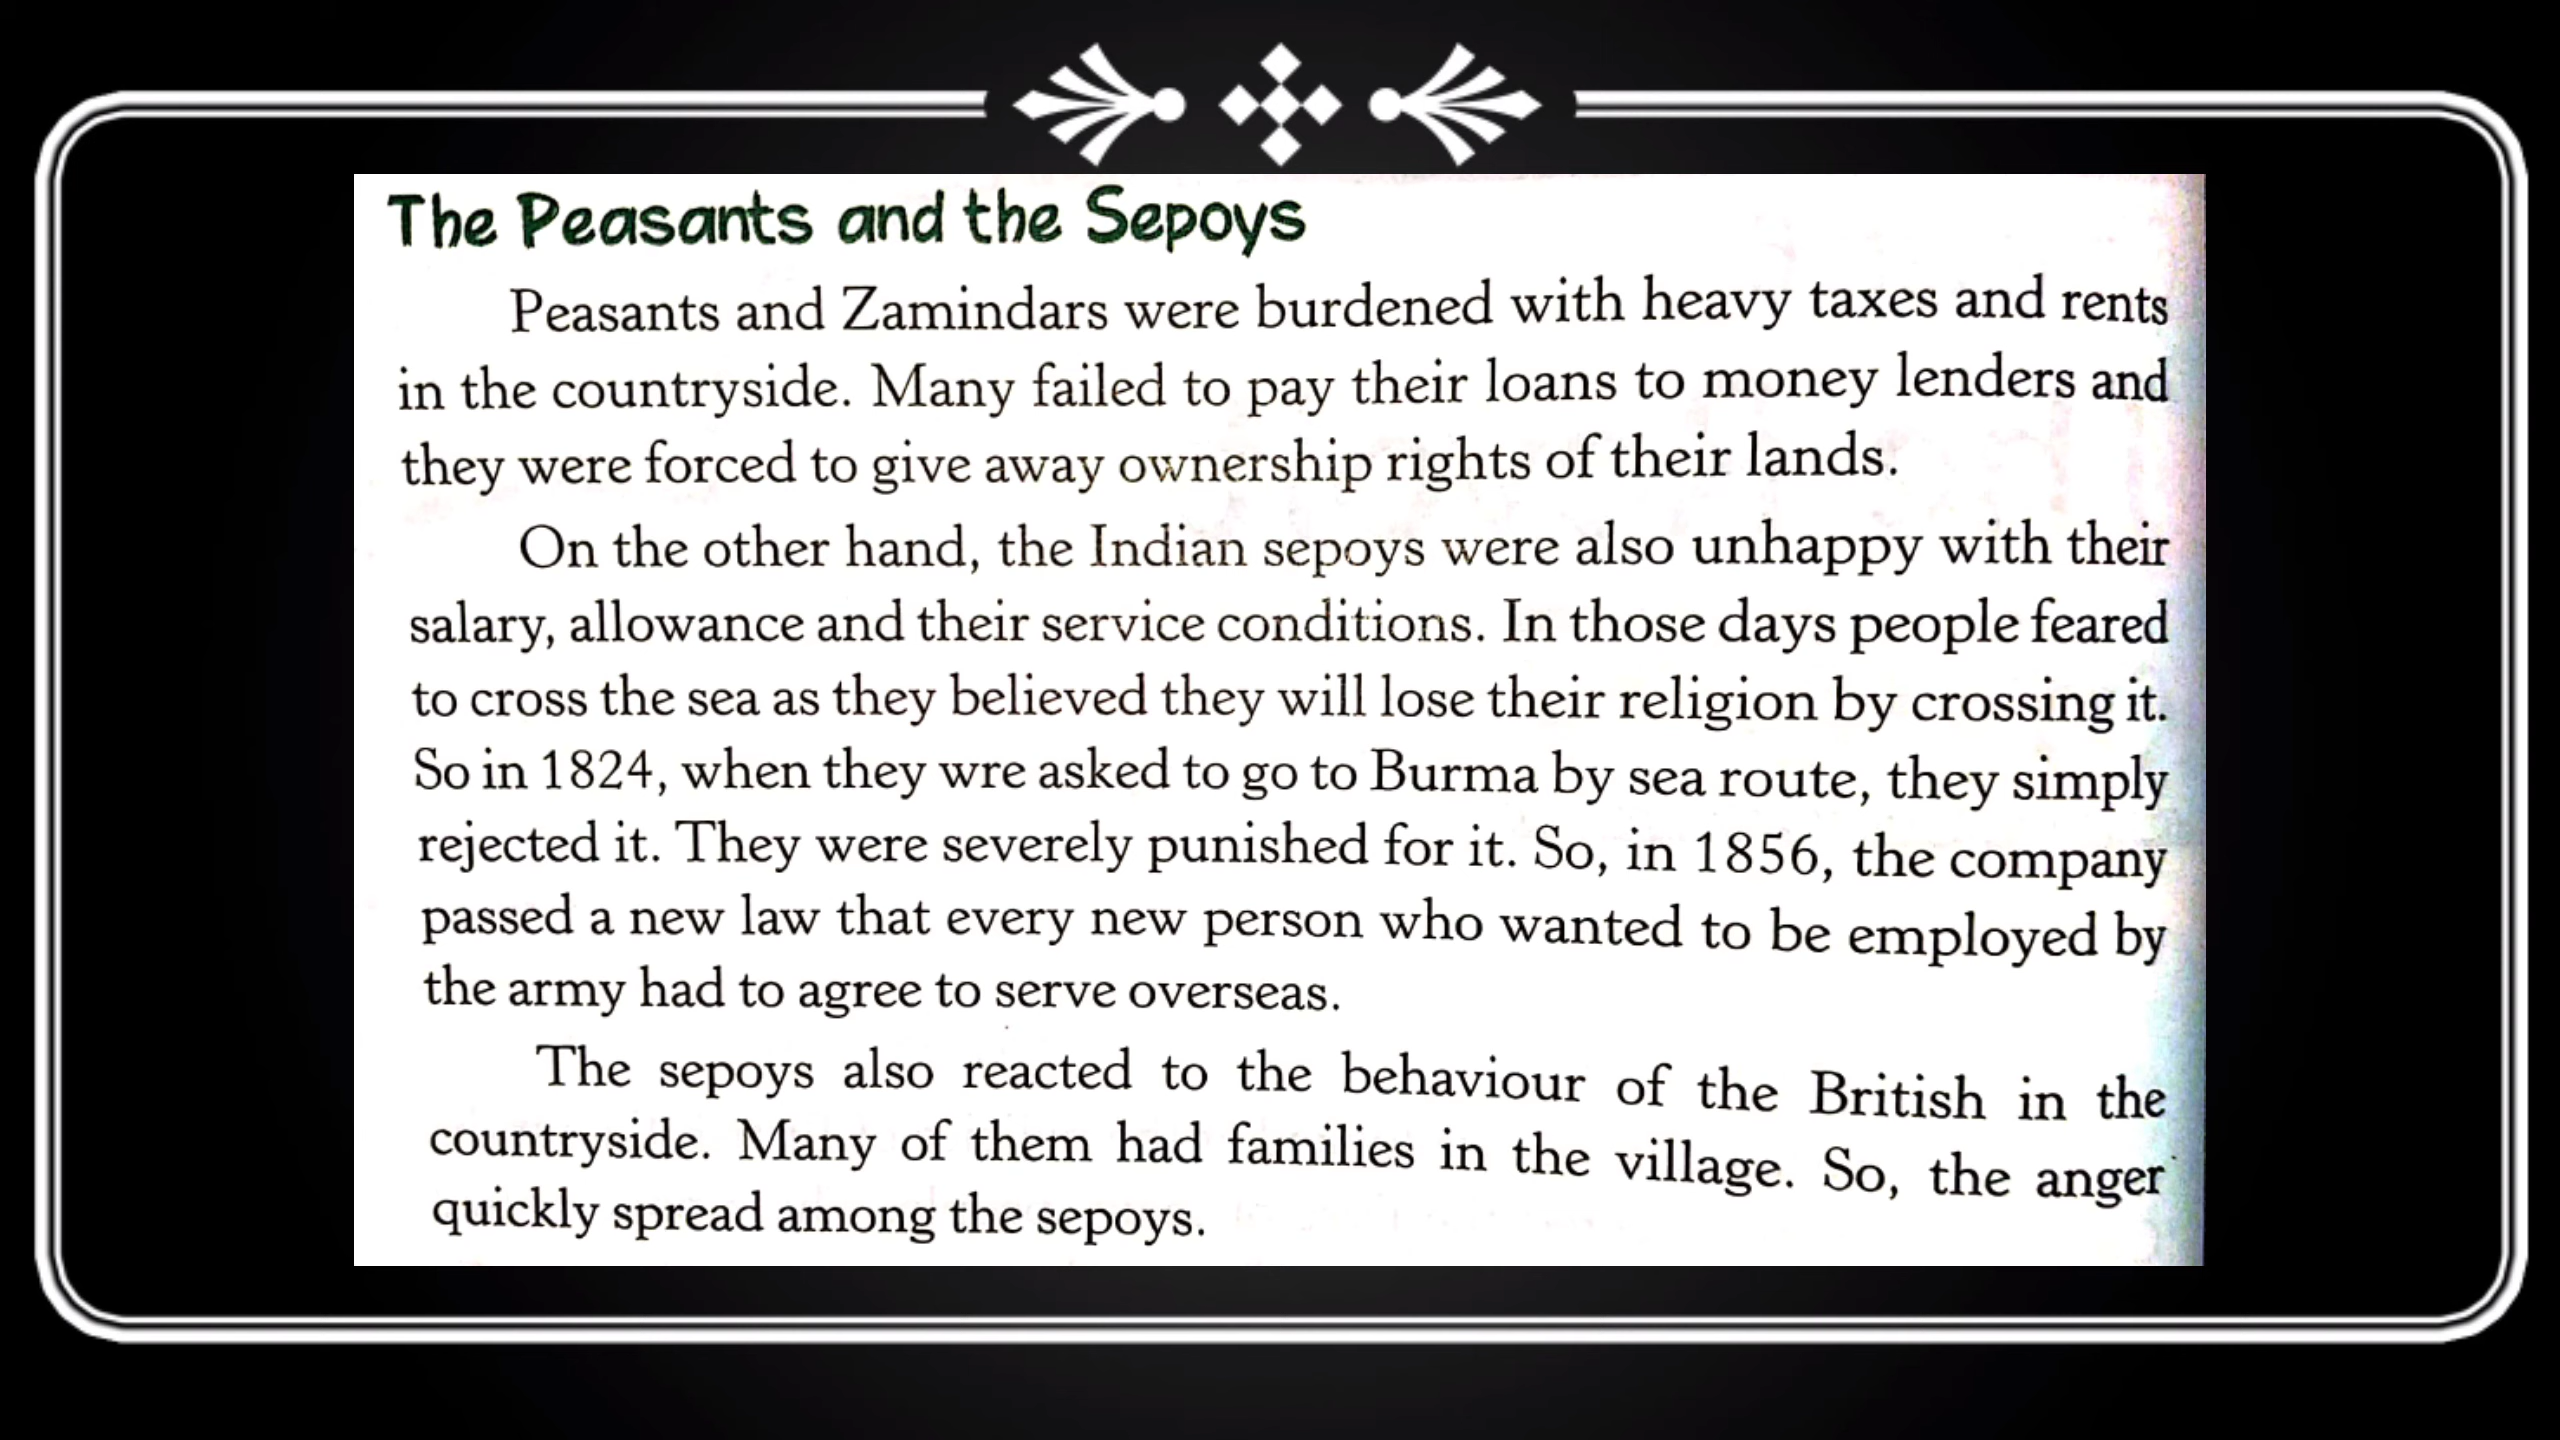 The Peasants and the Sepoys
Peasants and Zamindars were burdened with heavy taxes and rents
in the countryside. Many failed to pay their loans to money lenders and
they were forced to give away ownership rights of their lands.
On the other hand, the Indian sepoys were also unhappy with their
salary, allowance and their service conditions. In those days people feared
to cross the sea as they believed they will lose their religion by crossing it.
So in 1824, when they wre asked to go to Burma by sea route, they simply
rejected it. They were severely punished for it. So, in 1856, the company
passed a new law that every new person who wanted to be employed by
the army had to agree to serve overseas.
The sepoys also reacted to the behaviour of the British in the
countryside. Many of them had families in the village. So, the anger
quickly spread among the sepoys.